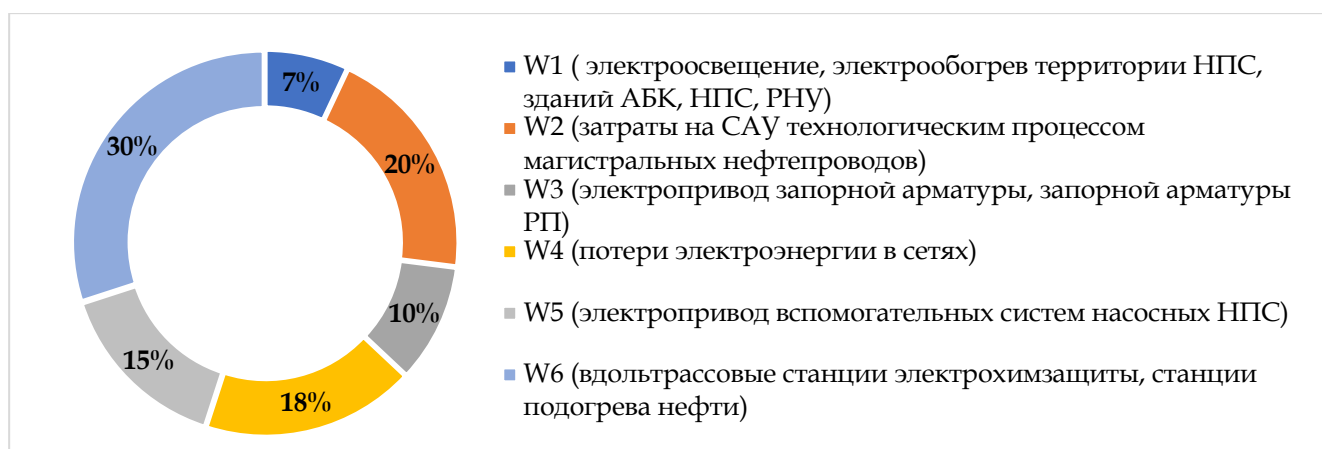 7%
20%
10%
18%
15%
30%
W1 ( электроосвещение, электрообогрев территории НПС,
зданий АБК, НПС, РНУ)
W2 (затраты на САУ технологическим процессом
магистральных нефтепроводов)
W3 (электропривод запорной арматуры, запорной арматуры
РП)
W4 (потери электроэнергии в сетях)
W5 (электропривод вспомогательных систем насосных НПС)
W6 (вдольтрассовые станции электрохимзащиты, станции
подогрева нефти)